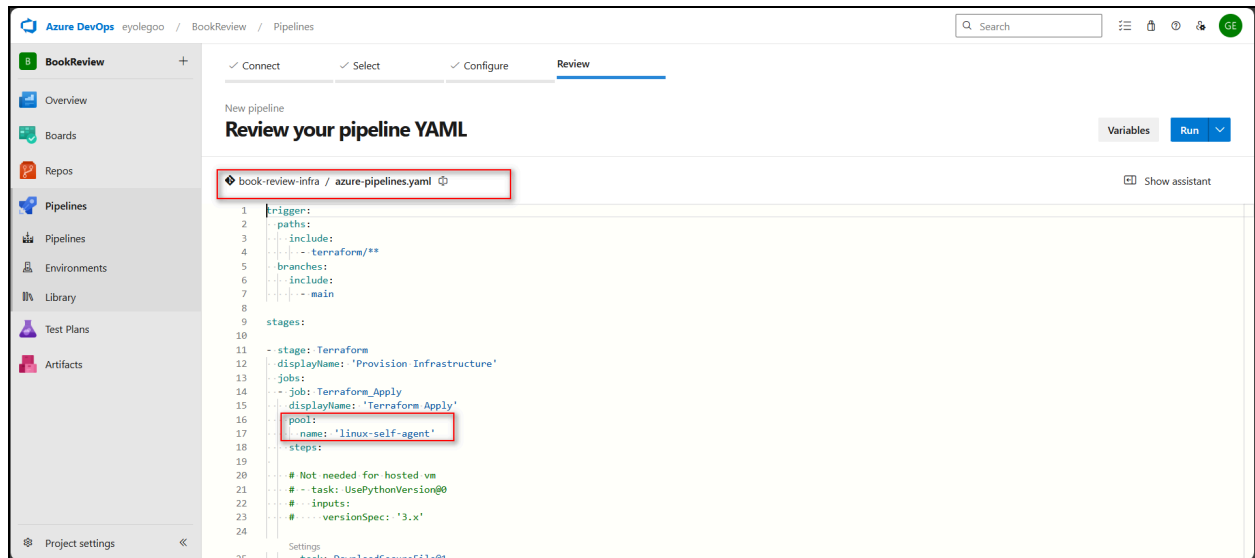 Azure DevOps eyolegoo / BookReview / Pipelines
Search
GE
B BookReview +
Overview
Boards
Repos
Pipelines
Pipelines
Environments
Library
Test Plans
Artifacts
Project settings
Connect
Select
Configure
Review
New pipeline
Review your pipeline YAML
Variables
Run
book-review-infra / azure-pipelines.yaml
Show assistant
1 trigger:
2 paths:
3 include:
4 - terraform/**
5 branches:
6 include:
7 - main
8
9 stages:
10
11 - stage: Terraform
12 displayName: 'Provision Infrastructure'
13 jobs:
14 - job: Terraform_Apply
15 displayName: 'Terraform Apply'
16 pool:
17 name: 'linux-self-agent'
18 steps:
19
20 # Not needed for hosted vm
21 # - task: UsePythonVersion@0
22 # inputs:
23 # versionSpec: '3.x'
24
Settings
25 - task: DownloadSecureFile@1